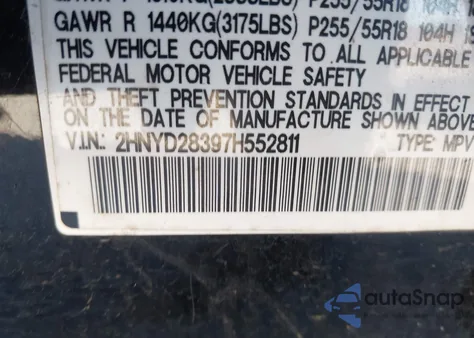 GAWR R 1440KG(3175LBS) P255/55R18 104H
THIS VEHICLE CONFORMS TO ALL APPLICABLE
FEDERAL MOTOR VEHICLE SAFETY
AND THEFT PREVENTION STANDARDS IN EFFECT
ON THE DATE OF MANUFACTURE SHOWN ABOVE
V.I.N.: 2HNYD28397H552811 TYPE: MPV
autoSnap